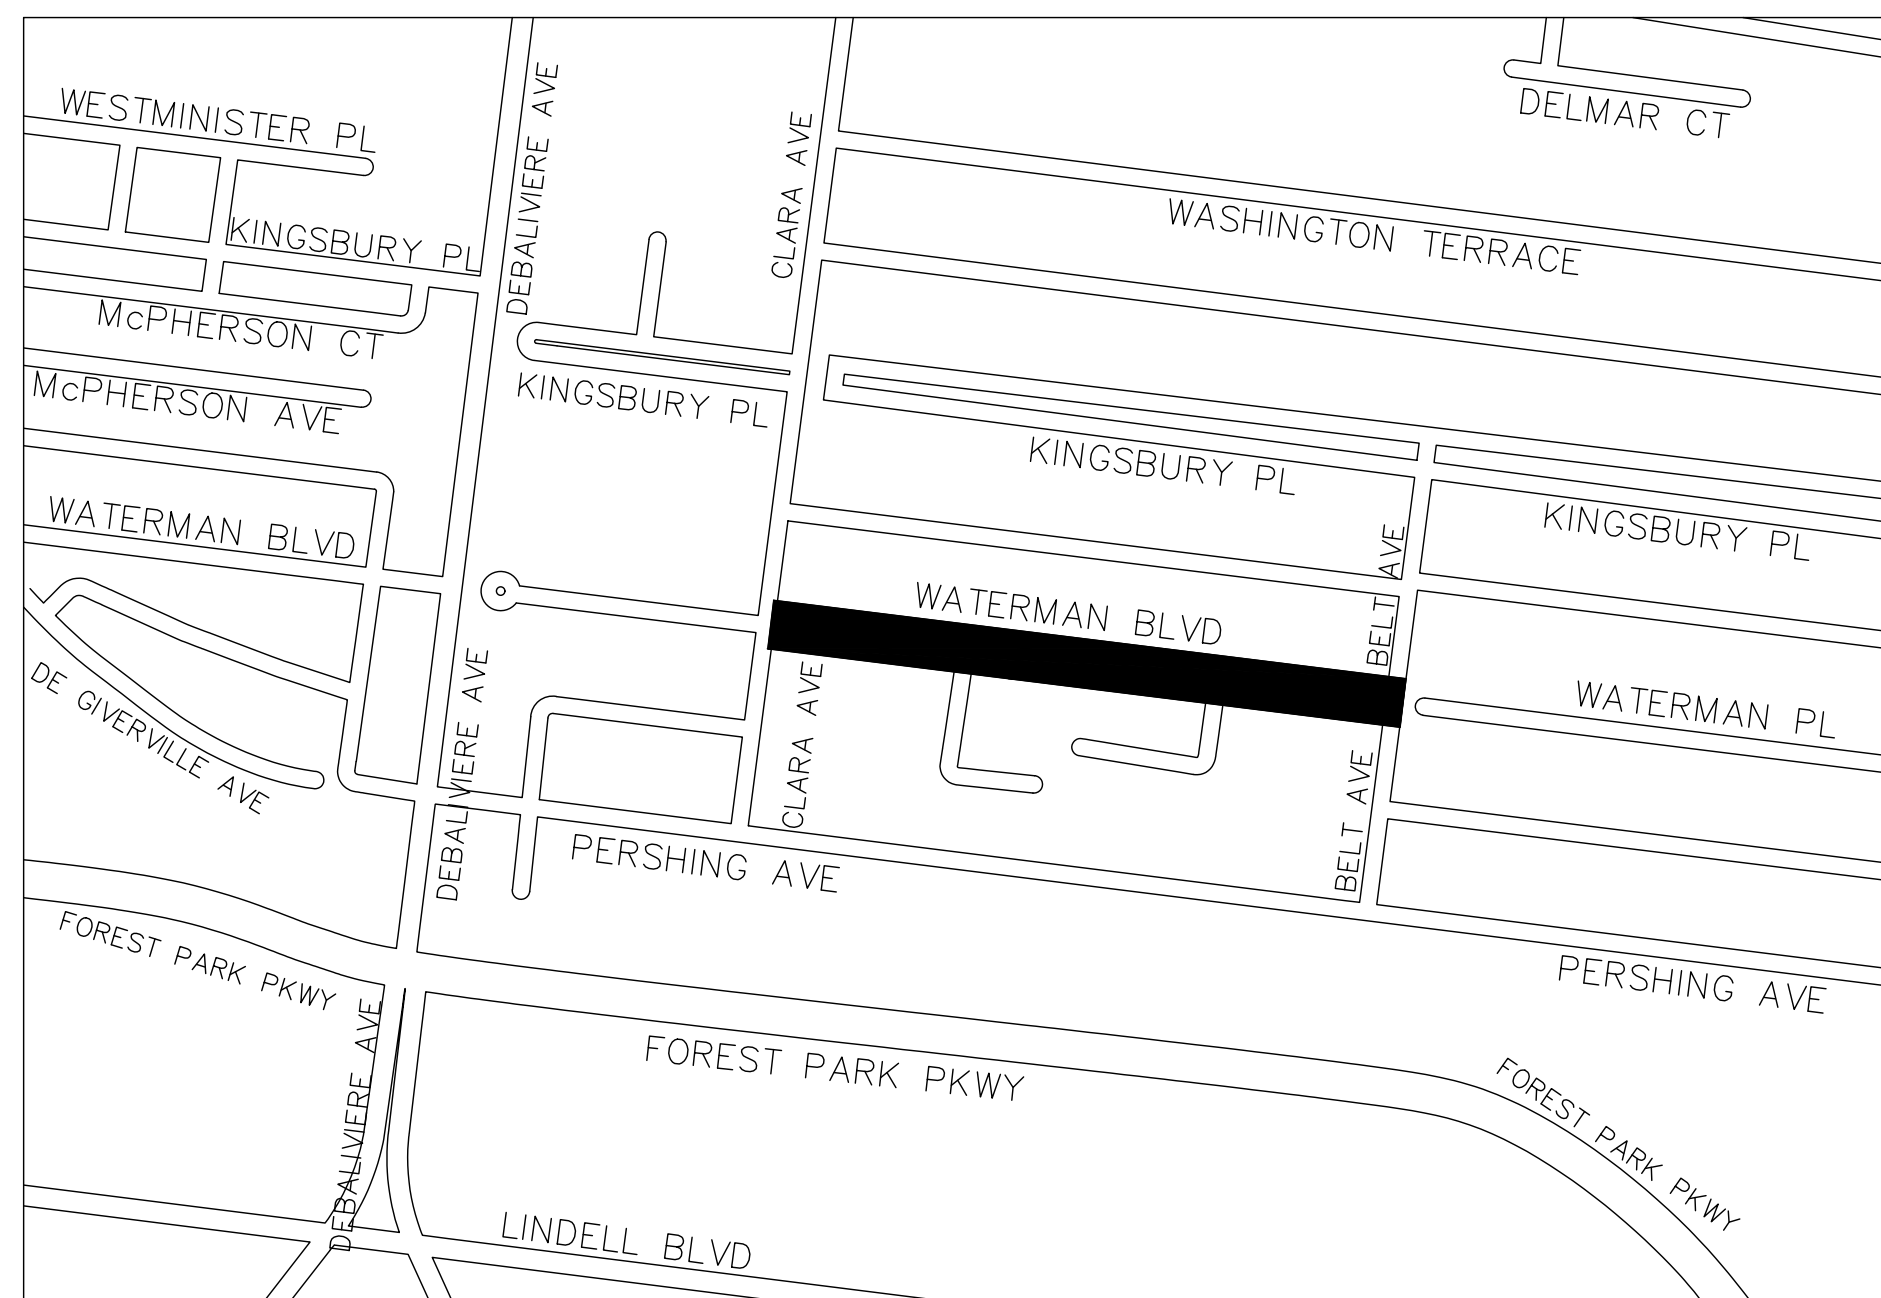 WESTMINISTER PL
DEBALIVIERE AVE
CLARA AVE
DELMAR CT
KINGSBURY PL
WASHINGTON TERRACE
McPHERSON CT
McPHERSON AVE
KINGSBURY PL
KINGSBURY PL
KINGSBURY PL
WATERMAN BLVD
BELT AVE
WATERMAN BLVD
DE GIVERVILLE AVE
DEBALIVIERE AVE
CLARA AVE
WATERMAN PL
BELT AVE
PERSHING AVE
FOREST PARK PKWY
PERSHING AVE
DEBALIVIERE AVE
FOREST PARK PKWY
FOREST PARK PKWY
LINDELL BLVD